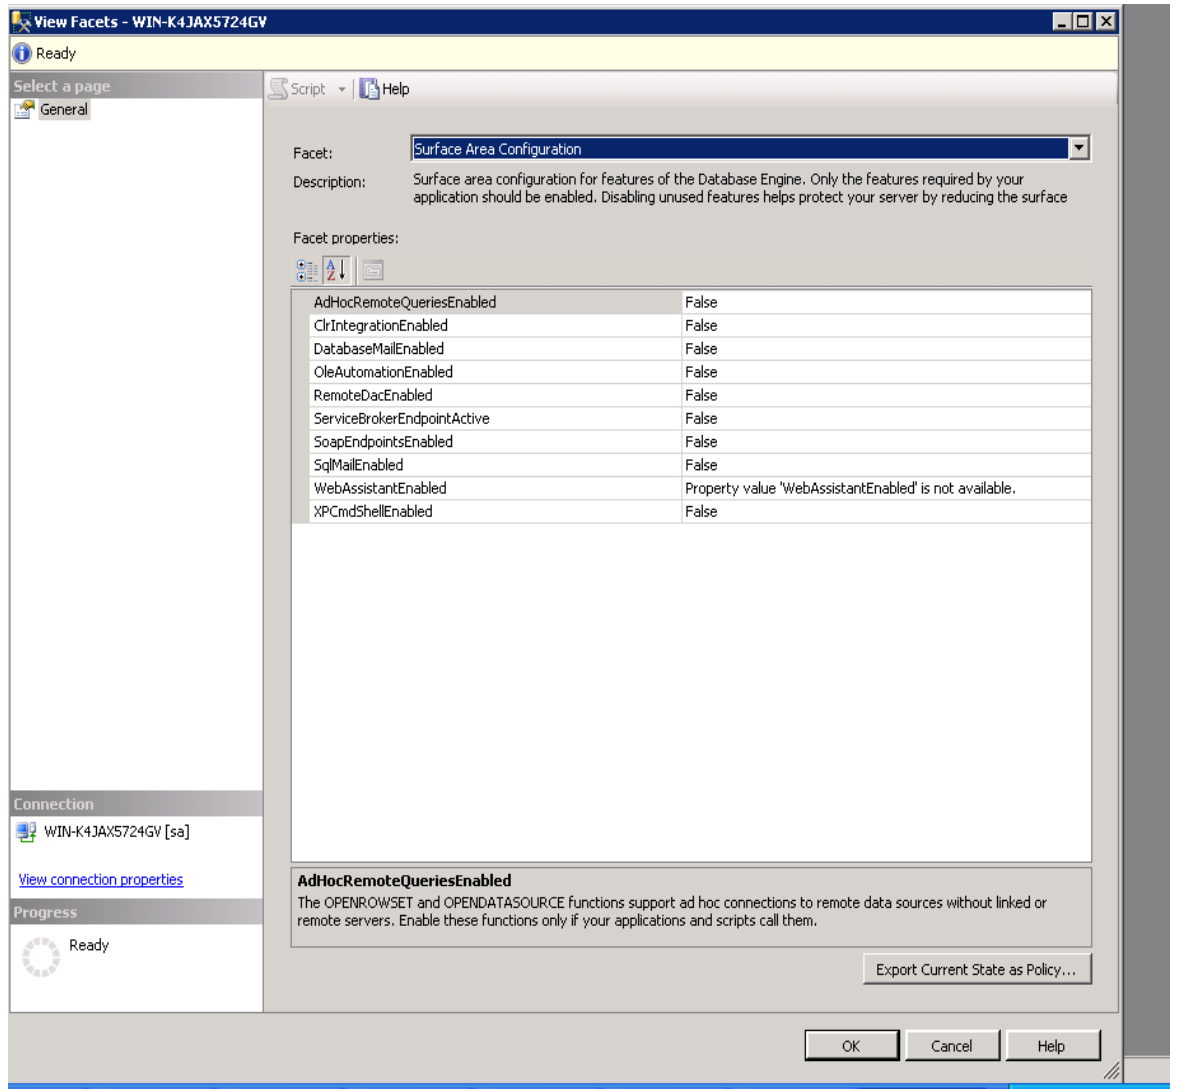 View Facets - WIN-K4JAX5724GV
Ready
Select a page
General
Script
Help
Facet:
Surface Area Configuration
Description:
Surface area configuration for features of the Database Engine. Only the features required by your
application should be enabled. Disabling unused features helps protect your server by reducing the surface
Facet properties:
AdHocRemoteQueriesEnabled False
ClrIntegrationEnabled False
DatabaseMailEnabled False
OleAutomationEnabled False
RemoteDacEnabled False
ServiceBrokerEndpointActive False
SoapEndpointsEnabled False
SqlMailEnabled False
WebAssistantEnabled Property value 'WebAssistantEnabled' is not available.
XPCmdShellEnabled False
Connection
WIN-K4JAX5724GV [sa]
View connection properties
Progress
Ready
AdHocRemoteQueriesEnabled
The OPENROWSET and OPENDATASOURCE functions support ad hoc connections to remote data sources without linked or
remote servers. Enable these functions only if your applications and scripts call them.
Export Current State as Policy...
OK
Cancel
Help